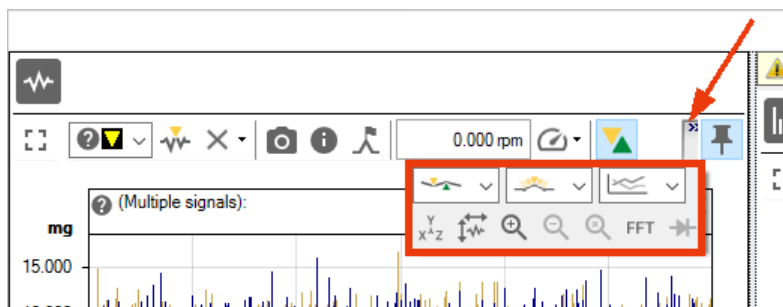 0.000 rpm
Y
X Z
FFT
(Multiple signals):
mg
15.000